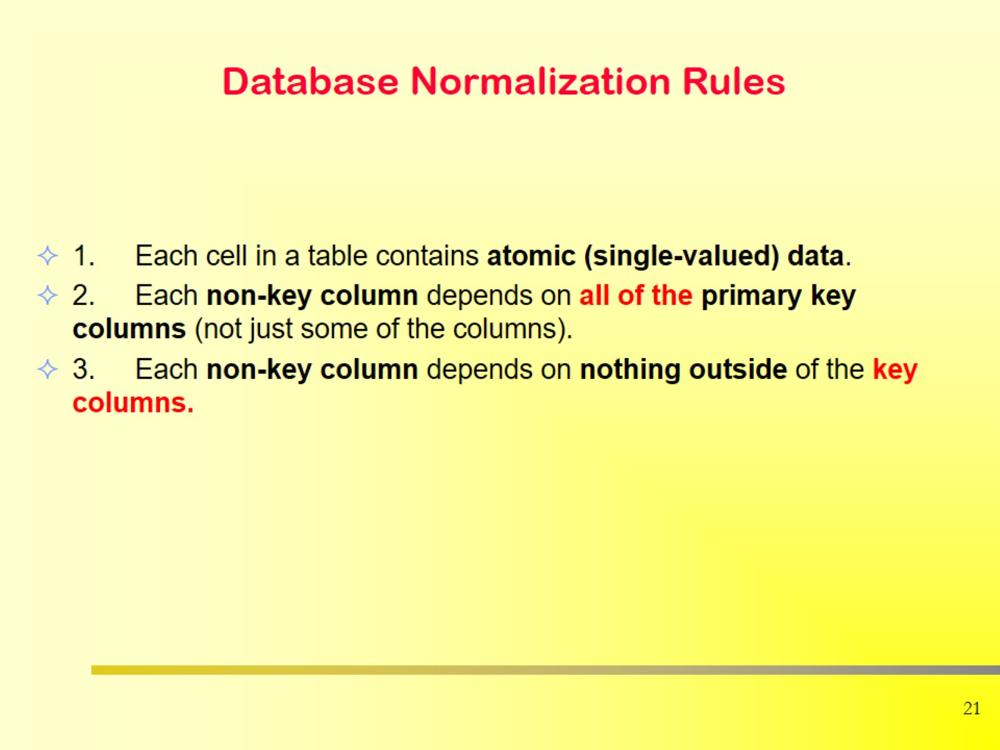 Database Normalization Rules
1. Each cell in a table contains atomic (single-valued) data.
2. Each non-key column depends on all of the primary key
columns (not just some of the columns).
3. Each non-key column depends on nothing outside of the key
columns.
21